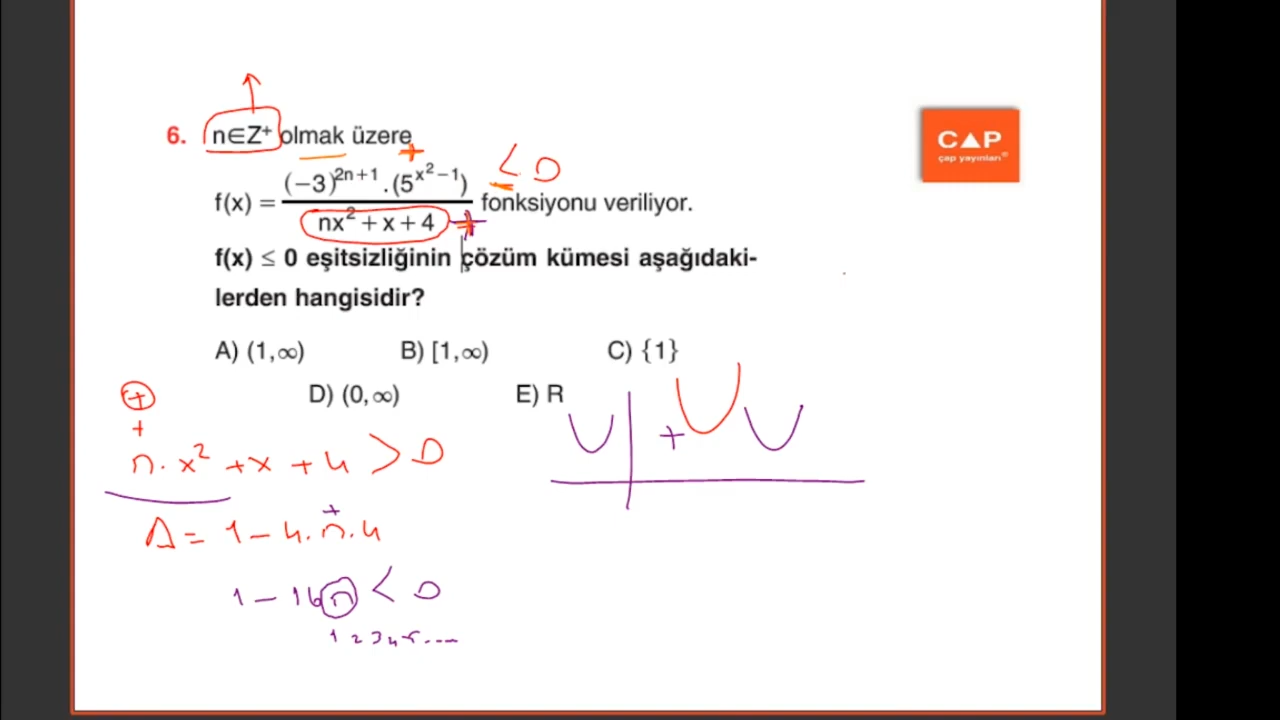 6. n∈Z⁺ olmak üzere
+
f(x) = (−3)²ⁿ⁺¹ . (5^(x²−1)) / (nx² + x + 4) fonksiyonu veriliyor.
< 0
+
f(x) ≤ 0 eşitsizliğinin çözüm kümesi aşağıdaki-
lerden hangisidir?
A) (1,∞) B) [1,∞) C) {1}
D) (0,∞) E) R
CAP
çap yayınları®
+
+
n.x² + x + 4 > 0
+
Δ = 1 − 4.n.4
+
1 − 16n < 0
1 2 3 4 5 ....